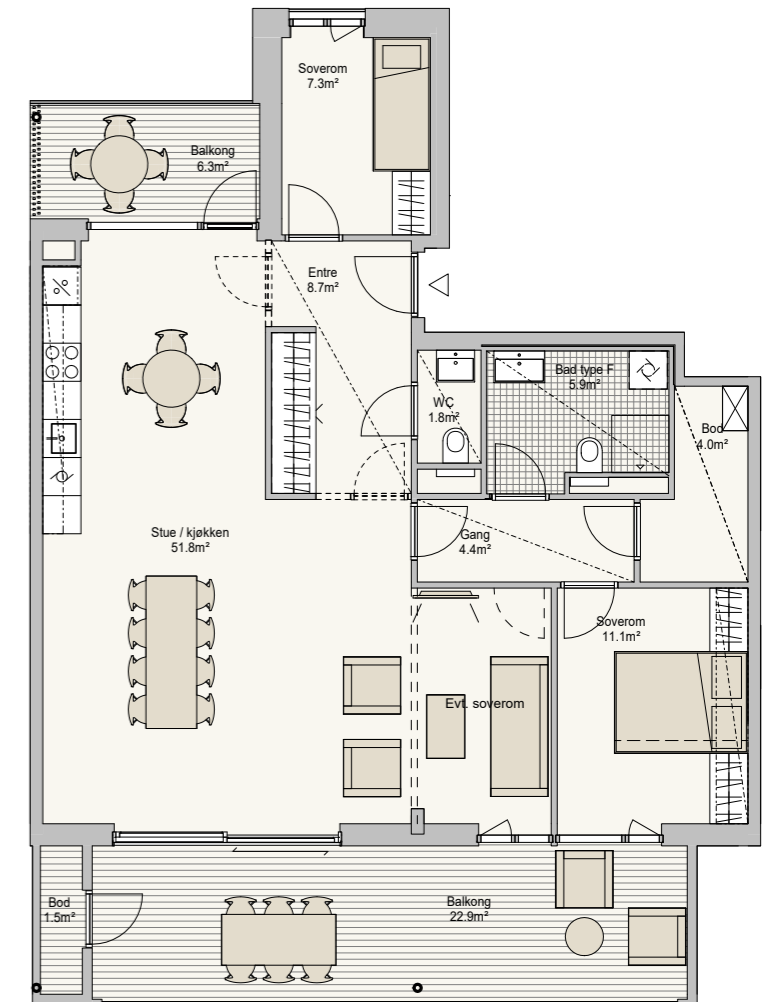 Soverom
7.3m²
Balkong
6.3m²
Entre
8.7m²
Bad type F
5.9m²
WC
1.8m²
Bod
4.0m²
Stue / kjøkken
51.8m²
Gang
4.4m²
Soverom
11.1m²
Evt. soverom
Bod
1.5m²
Balkong
22.9m²